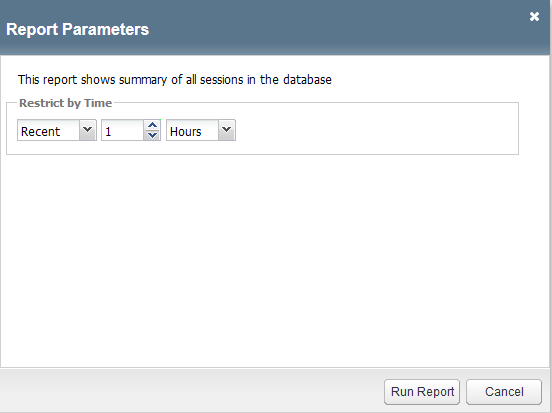 Report Parameters
This report shows summary of all sessions in the database
Restrict by Time
Recent 1 Hours
Run Report Cancel